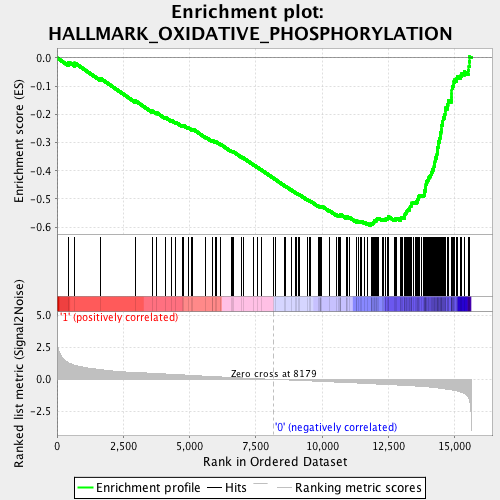 Enrichment plot:
HALLMARK_OXIDATIVE_PHOSPHORYLATION
Enrichment score (ES)
0.0
-0.1
-0.2
-0.3
-0.4
-0.5
-0.6
Ranked list metric (Signal2Noise)
5.0
2.5
0.0
-2.5
'1' (positively correlated)
Zero cross at 8179
'0' (negatively correlated)
0
2,500
5,000
7,500
10,000
12,500
15,000
Rank in Ordered Dataset
Enrichment profile
Hits
Ranking metric scores